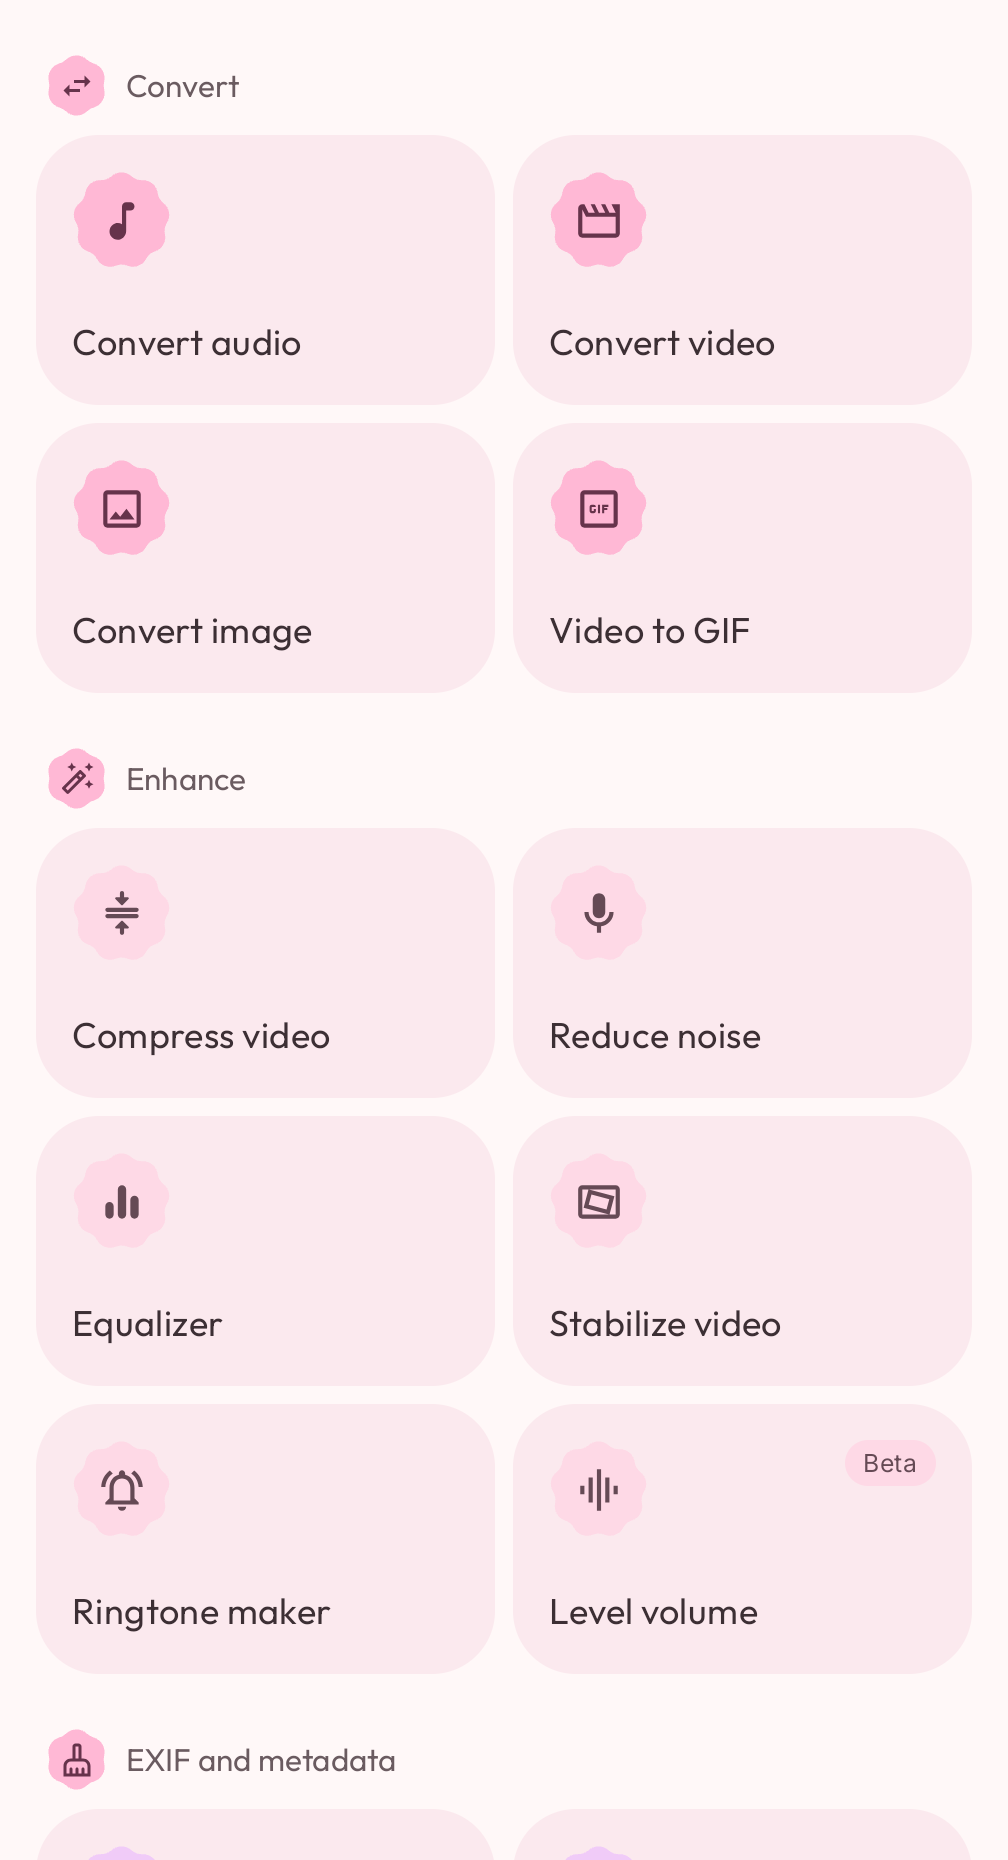 Convert
Convert audio
Convert video
Convert image
GIF
Video to GIF
Enhance
Compress video
Reduce noise
Equalizer
Stabilize video
Ringtone maker
Beta
Level volume
EXIF and metadata